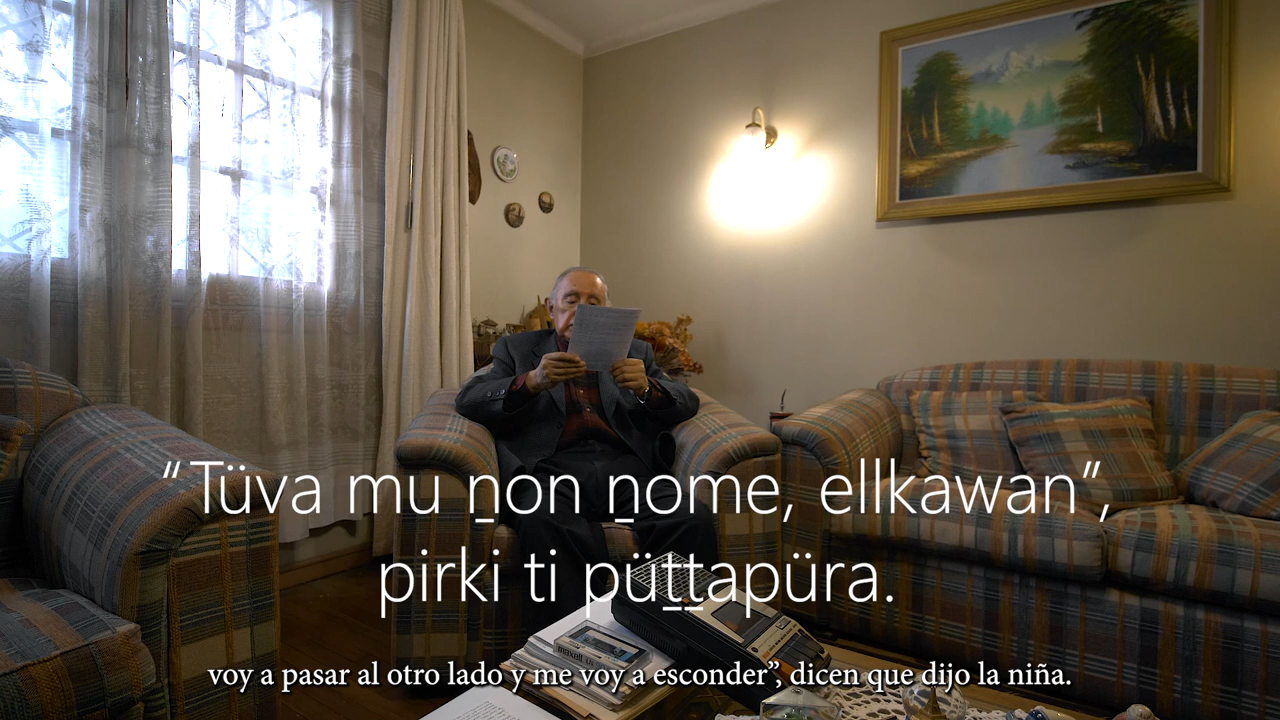 “Tüva mu ṉon ṉome, ellkawan”,
pirki ti püṯṯapüra.
maxell
voy a pasar al otro lado y me voy a esconder”, dicen que dijo la niña.